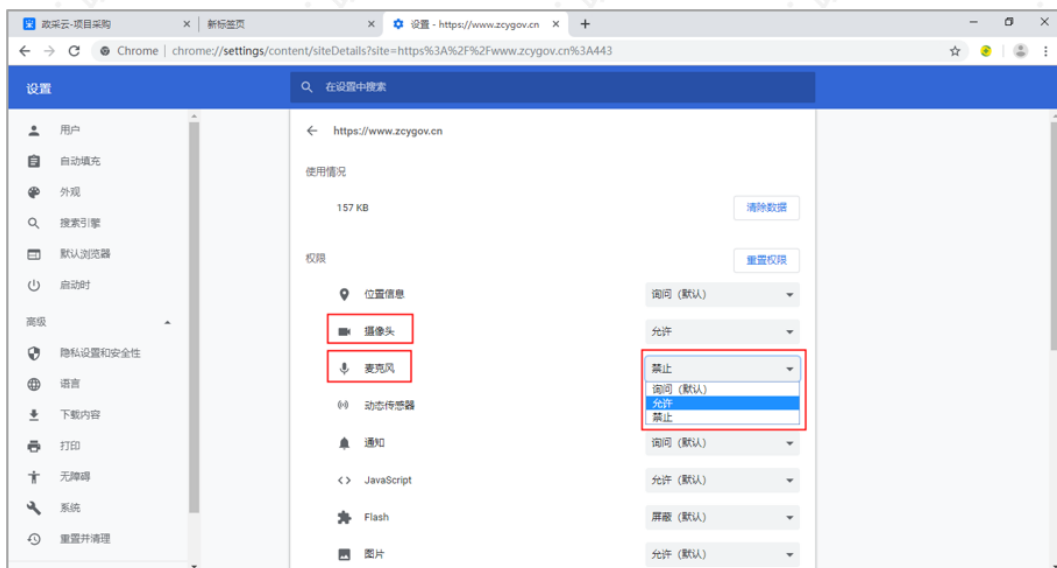 政采云-项目采购
新标签页
设置 - https://www.zcygov.cn
Chrome | chrome://settings/content/siteDetails?site=https%3A%2F%2Fwww.zcygov.cn%3A443
设置
在设置中搜索
用户
自动填充
外观
搜索引擎
默认浏览器
启动时
高级
隐私设置和安全性
语言
下载内容
打印
无障碍
系统
重置并清理
https://www.zcygov.cn
使用情况
157 KB
清除数据
权限
重置权限
位置信息
询问 (默认)
摄像头
允许
麦克风
禁止
询问 (默认)
允许
禁止
动态传感器
通知
询问 (默认)
JavaScript
允许 (默认)
Flash
屏蔽 (默认)
图片
允许 (默认)